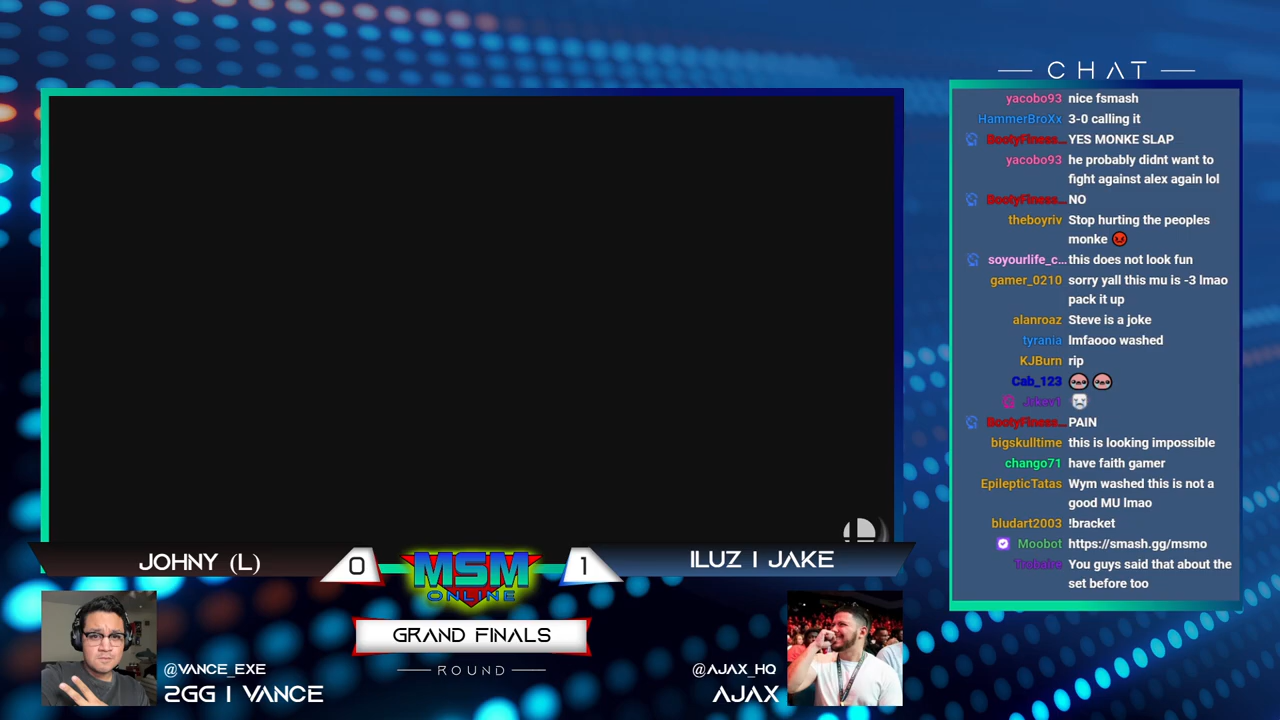 CHAT
yacobo93 nice fsmash
HammerBroXx 3-0 calling it
BootyFiness... YES MONKE SLAP
yacobo93 he probably didnt want to
fight against alex again lol
BootyFiness... NO
theboyriv Stop hurting the peoples
monke
soyourlife_c... this does not look fun
gamer_0210 sorry yall this mu is -3 lmao
pack it up
alanroaz Steve is a joke
tyrania lmfaooo washed
KJBurn rip
Cab_123
BootyFiness... PAIN
bigskulltime this is looking impossible
chango71 have faith gamer
EpilepticTatas Wym washed this is not a
good MU lmao
bludart2003 !bracket
Moobot https://smash.gg/msmo
You guys said that about the
set before too
JOHNY (L) 0
MSM
ONLINE
1 ILUZ | JAKE
GRAND FINALS
ROUND
@VANCE_EXE
2GG | VANCE
@AJAX_HQ
AJAX